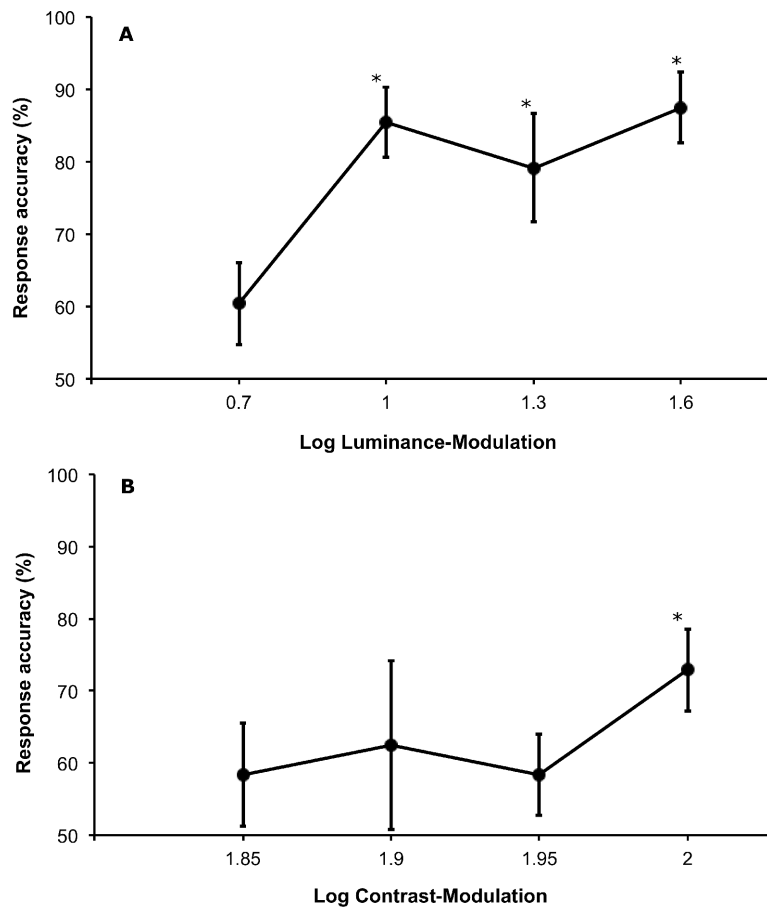 A
100
90
80
70
60
50
Response accuracy (%)
*
*
*
0.7 1 1.3 1.6
Log Luminance-Modulation
B
100
90
80
70
60
50
Response accuracy (%)
*
1.85 1.9 1.95 2
Log Contrast-Modulation